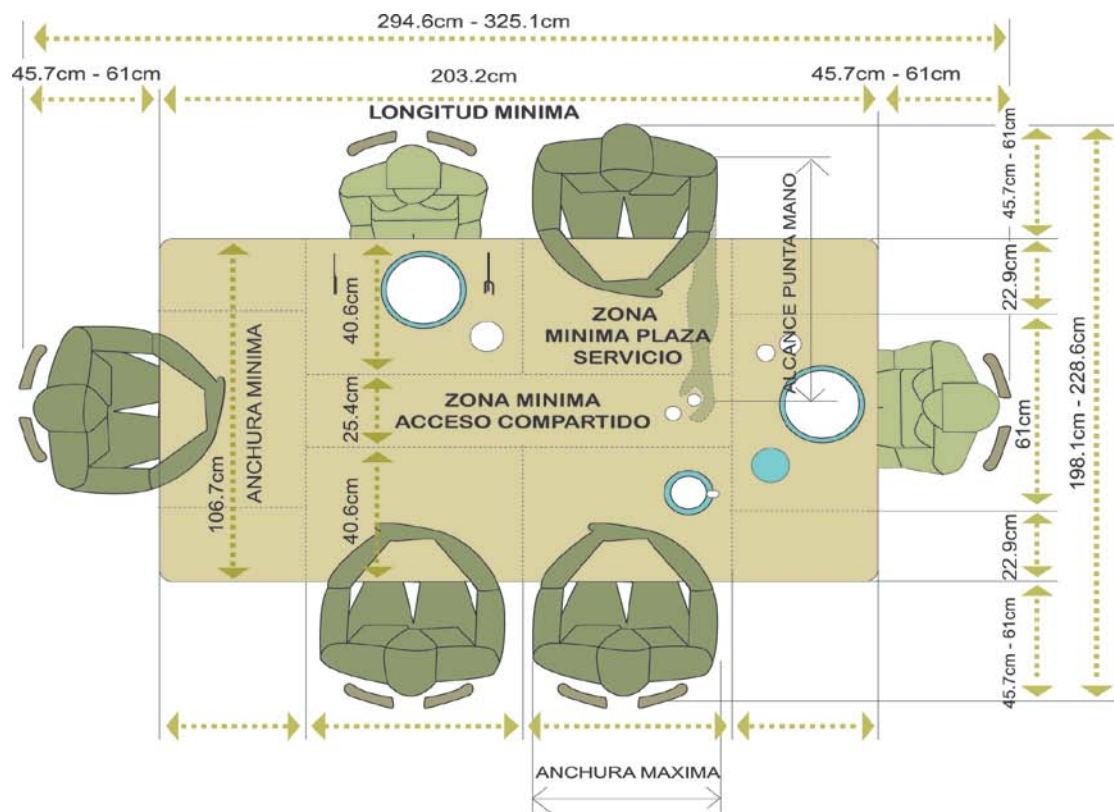 294.6cm - 325.1cm
45.7cm - 61cm
203.2cm
45.7cm - 61cm
LONGITUD MINIMA
45.7cm - 61cm
ALCANCE PUNTA MANO
22.9cm
40.6cm
ZONA
MINIMA PLAZA
SERVICIO
ANCHURA MINIMA
106.7cm
25.4cm
ZONA MINIMA
ACCESO COMPARTIDO
61cm
198.1cm - 228.6cm
40.6cm
22.9cm
45.7cm - 61cm
ANCHURA MAXIMA